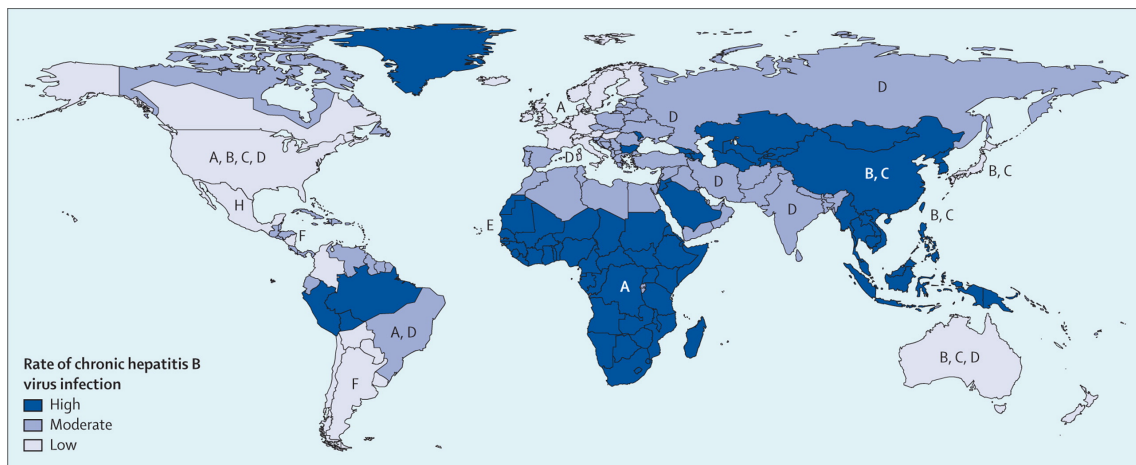 A
D
D
A, B, C, D
D
D
B, C
B, C
H
D
B, C
F
E
A
A, D
B, C, D
F
Rate of chronic hepatitis B
virus infection
High
Moderate
Low